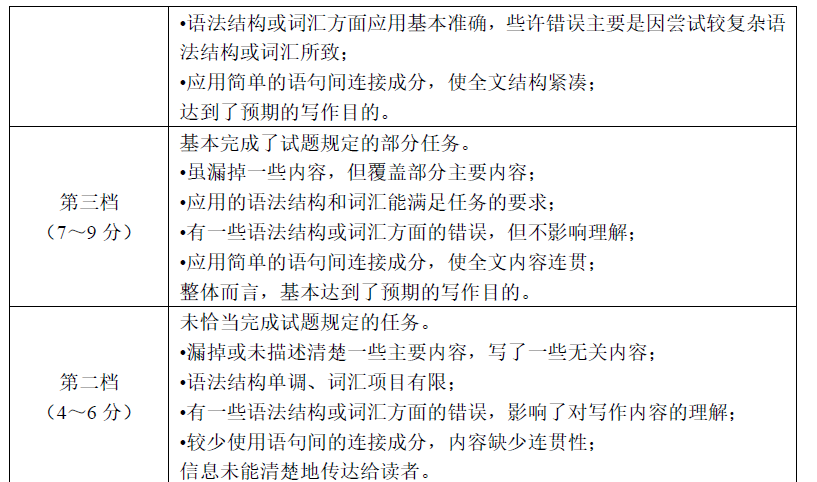 •语法结构或词汇方面应用基本准确，些许错误主要是因尝试较复杂语
法结构或词汇所致；
•应用简单的语句间连接成分，使全文结构紧凑；
达到了预期的写作目的。
第三档
（7～9 分）
基本完成了试题规定的部分任务。
•虽漏掉一些内容，但覆盖部分主要内容；
•应用的语法结构和词汇能满足任务的要求；
•有一些语法结构或词汇方面的错误，但不影响理解；
•应用简单的语句间连接成分，使全文内容连贯；
整体而言，基本达到了预期的写作目的。
第二档
（4～6 分）
未恰当完成试题规定的任务。
•漏掉或未描述清楚一些主要内容，写了一些无关内容；
•语法结构单调、词汇项目有限；
•有一些语法结构或词汇方面的错误，影响了对写作内容的理解；
•较少使用语句间的连接成分，内容缺少连贯性；
信息未能清楚地传达给读者。